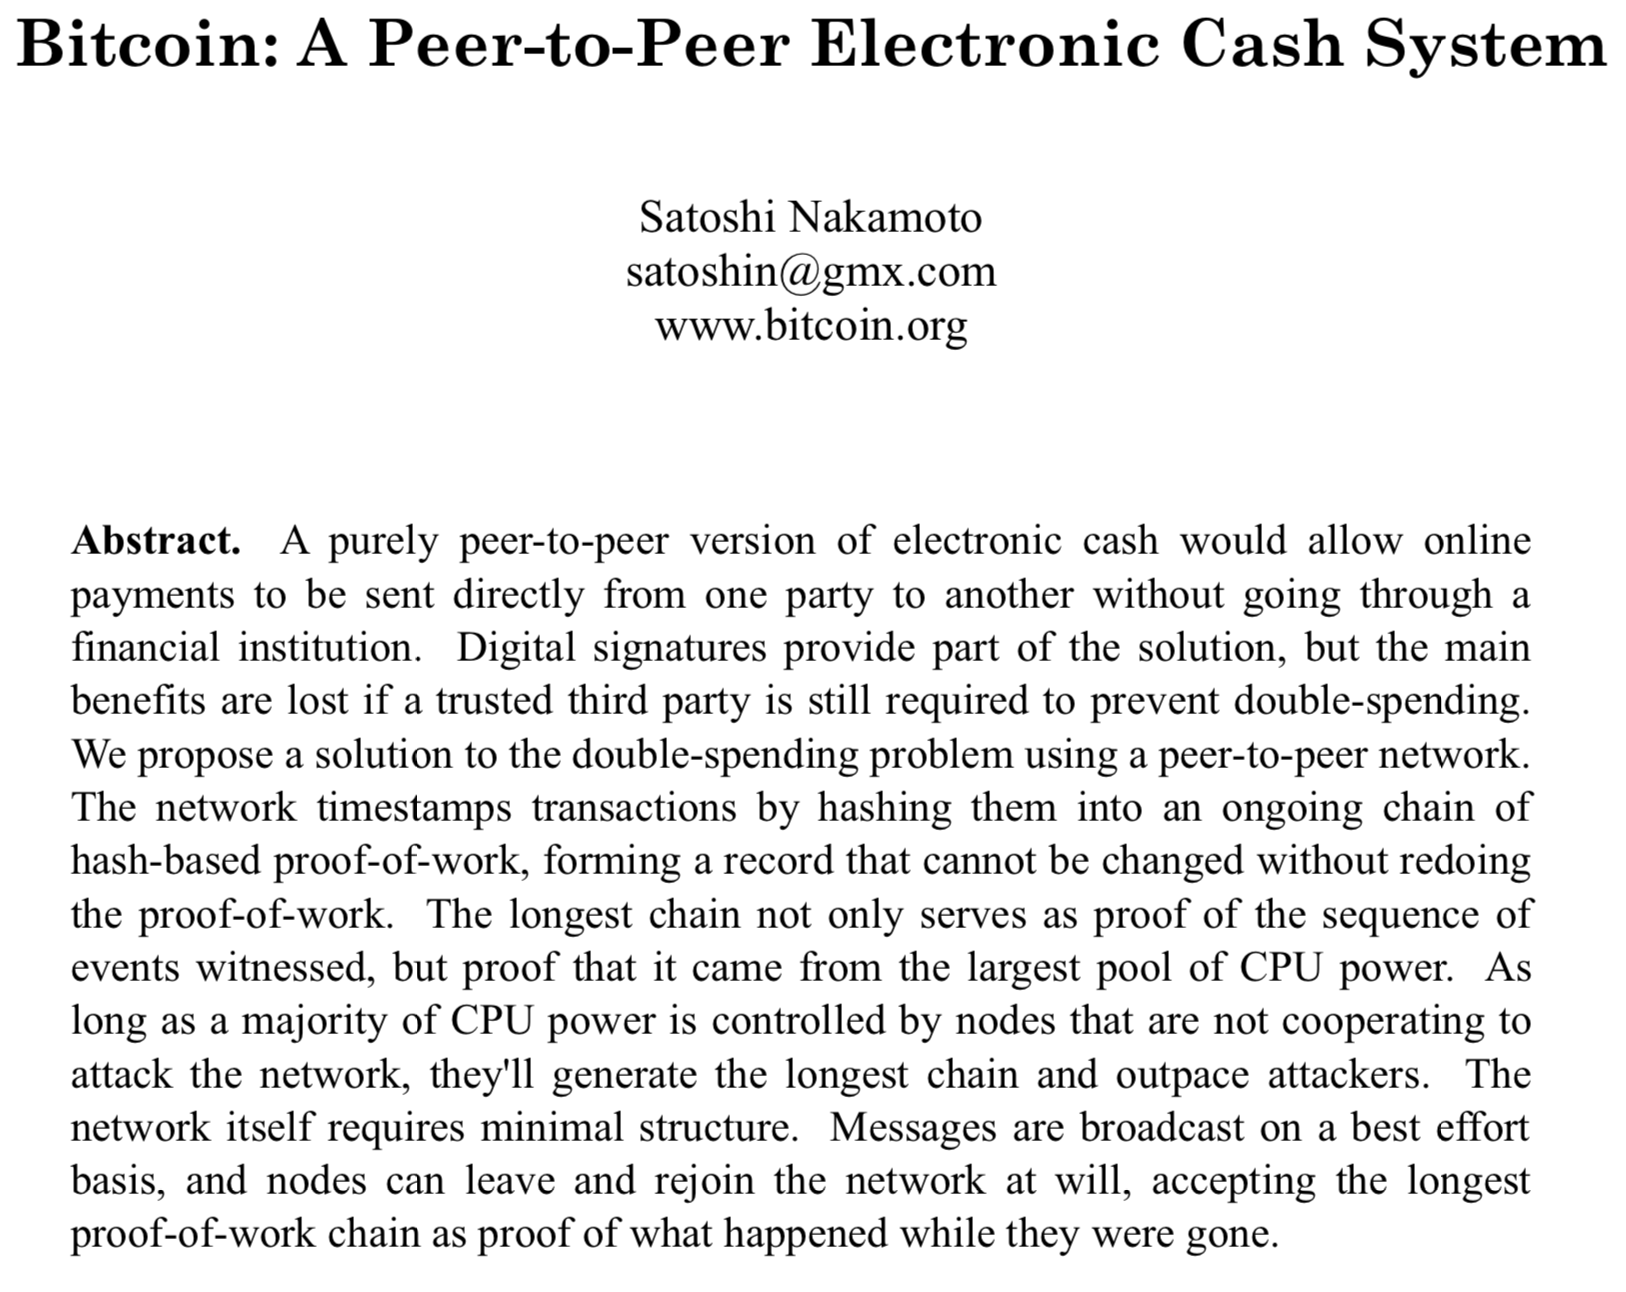 Bitcoin: A Peer-to-Peer Electronic Cash System
Satoshi Nakamoto
satoshin@gmx.com
www.bitcoin.org
Abstract. A purely peer-to-peer version of electronic cash would allow online
payments to be sent directly from one party to another without going through a
financial institution. Digital signatures provide part of the solution, but the main
benefits are lost if a trusted third party is still required to prevent double-spending.
We propose a solution to the double-spending problem using a peer-to-peer network.
The network timestamps transactions by hashing them into an ongoing chain of
hash-based proof-of-work, forming a record that cannot be changed without redoing
the proof-of-work. The longest chain not only serves as proof of the sequence of
events witnessed, but proof that it came from the largest pool of CPU power. As
long as a majority of CPU power is controlled by nodes that are not cooperating to
attack the network, they'll generate the longest chain and outpace attackers. The
network itself requires minimal structure. Messages are broadcast on a best effort
basis, and nodes can leave and rejoin the network at will, accepting the longest
proof-of-work chain as proof of what happened while they were gone.